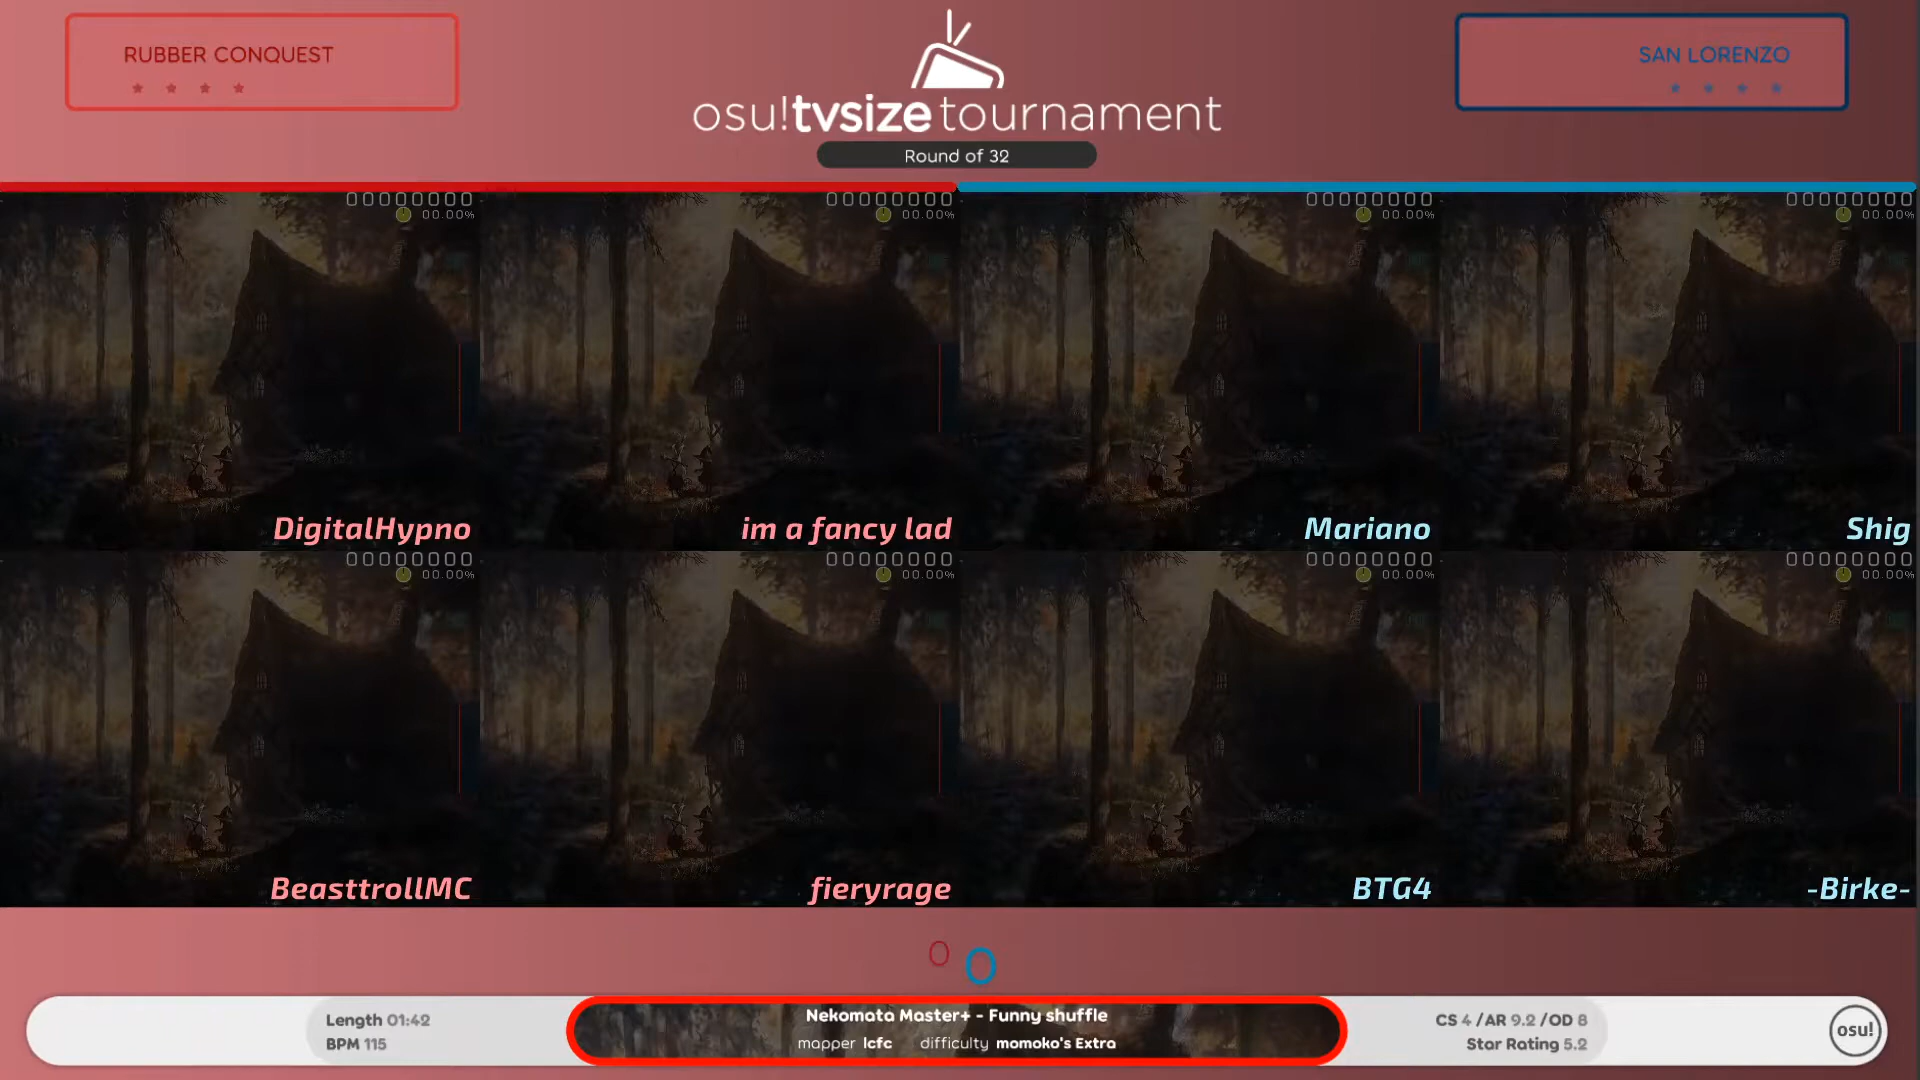 RUBBER CONQUEST
SAN LORENZO
osu!tvsize tournament
Round of 32
00000000
00.00%
00000000
00.00%
00000000
00.00%
00000000
00.00%
DigitalHypno
im a fancy lad
Mariano
Shig
00000000
00.00%
00000000
00.00%
00000000
00.00%
00000000
00.00%
BeasttrollMC
fieryrage
BTG4
-Birke-
0 0
Length 01:42
BPM 115
Nekomata Master+ - Funny shuffle
mapper lcfc difficulty momoko's Extra
CS 4 /AR 9.2 /OD 8
Star Rating 5.2
osu!